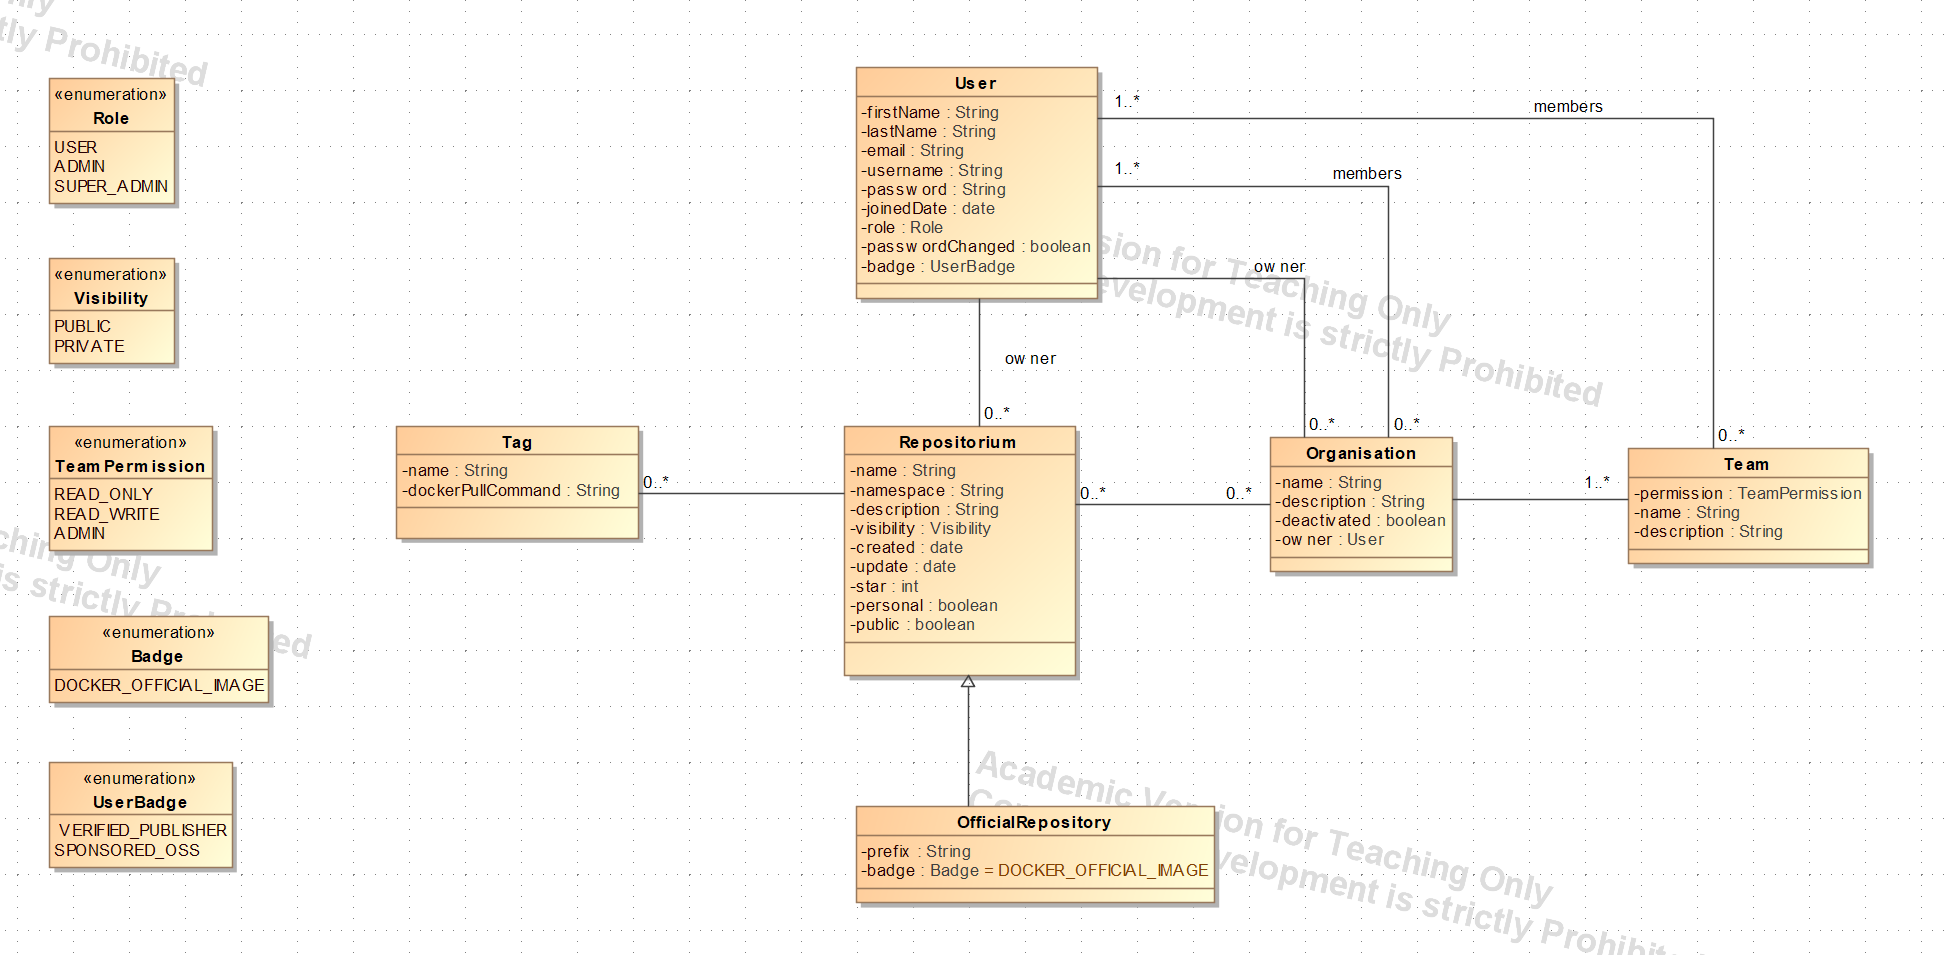 tly Prohibited
«enumeration»
Role
USER
ADMIN
SUPER_ADMIN
«enumeration»
Visibility
PUBLIC
PRIVATE
«enumeration»
TeamPermission
READ_ONLY
READ_WRITE
ADMIN
ching Only
is strictly Pro
ed
«enumeration»
Badge
DOCKER_OFFICIAL_IMAGE
«enumeration»
UserBadge
VERIFIED_PUBLISHER
SPONSORED_OSS
Tag
-name : String
-dockerPullCommand : String
0..*
User
-firstName : String
-lastName : String
-email : String
-username : String
-password : String
-joinedDate : date
-role : Role
-passwordChanged : boolean
-badge : UserBadge
1..*
members
1..*
members
owner
sion for Teaching Only
evelopment is strictly Prohibited
owner
0..*
0..*
0..*
0..*
Repositorium
-name : String
-namespace : String
-description : String
-visibility : Visibility
-created : date
-update : date
-star : int
-personal : boolean
-public : boolean
0..*
0..*
Organisation
-name : String
-description : String
-deactivated : boolean
-owner : User
1..*
Team
-permission : TeamPermission
-name : String
-description : String
Academic Version for Teaching Only
Co
velopment is strictly Prohibit
OfficialRepository
-prefix : String
-badge : Badge = DOCKER_OFFICIAL_IMAGE